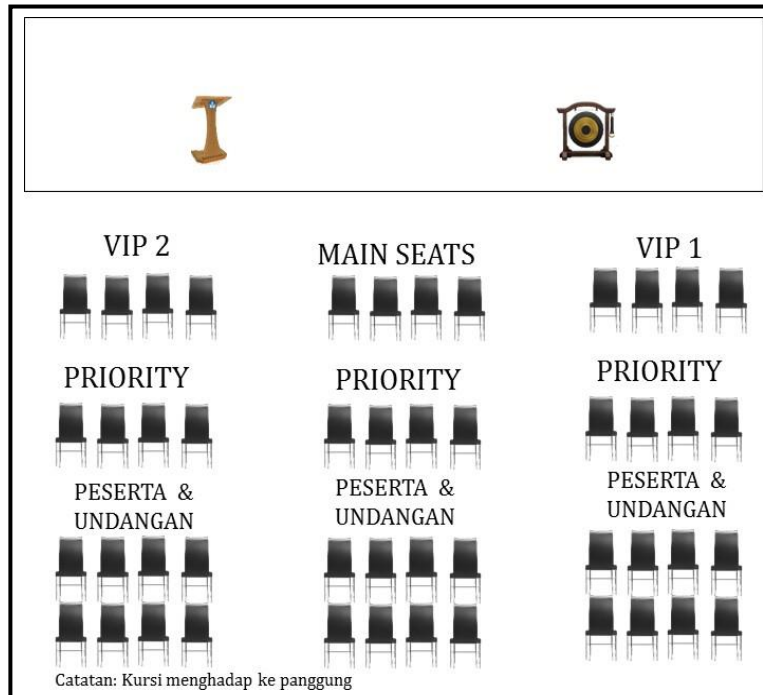 VIP 2
MAIN SEATS
VIP 1
PRIORITY
PRIORITY
PRIORITY
PESERTA &
UNDANGAN
PESERTA &
UNDANGAN
PESERTA &
UNDANGAN
Catatan: Kursi menghadap ke panggung